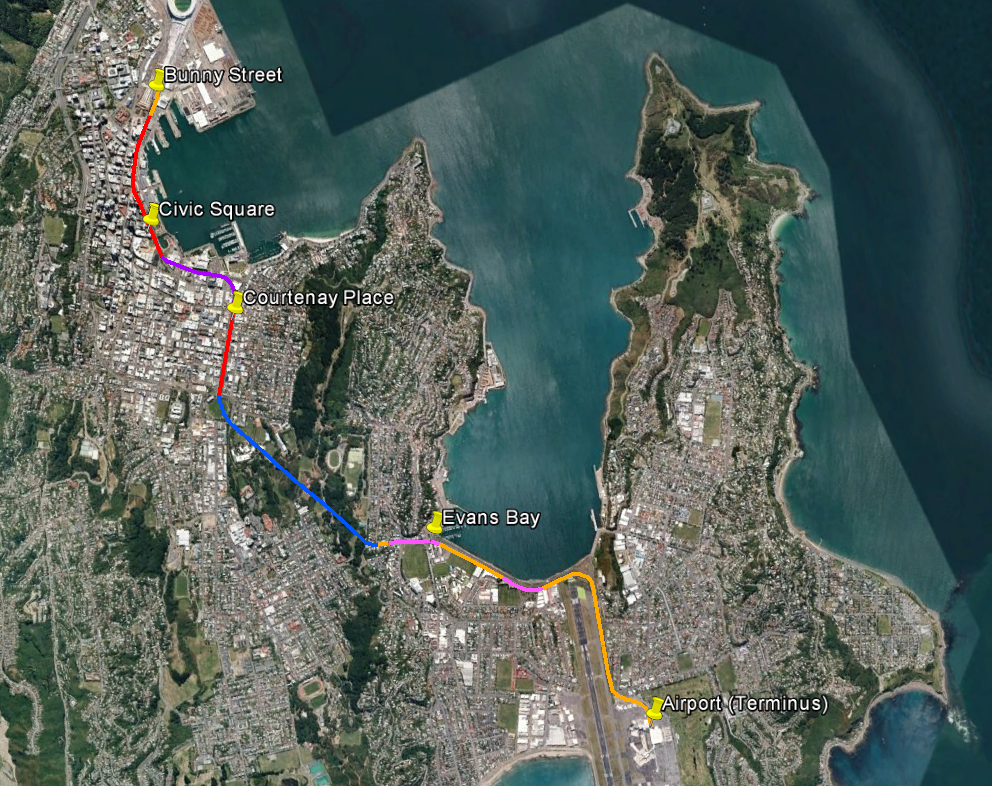 Bunny Street
Civic Square
Courtenay Place
Evans Bay
Airport (Terminus)